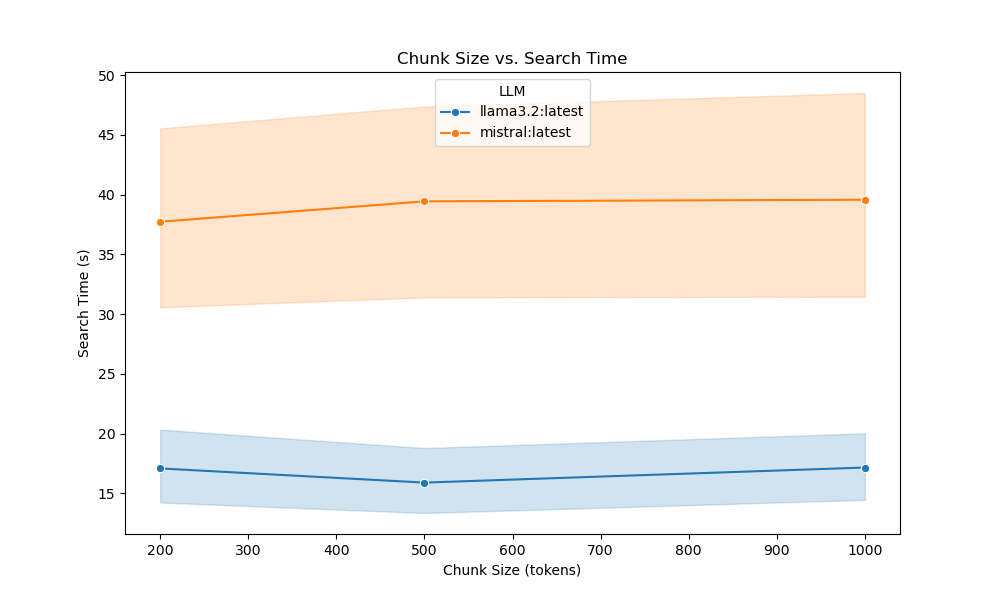 Chunk Size vs. Search Time
LLM
llama3.2:latest
mistral:latest
Search Time (s)
50
45
40
35
30
25
20
15
200 300 400 500 600 700 800 900 1000
Chunk Size (tokens)